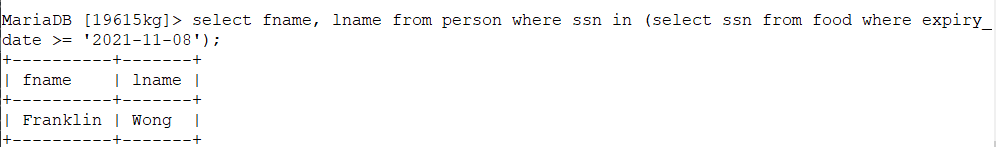 MariaDB [19615kg]> select fname, lname from person where ssn in (select ssn from food where expiry_
date >= '2021-11-08');
+----------+-------+
| fname    | lname |
+----------+-------+
| Franklin | Wong  |
+----------+-------+